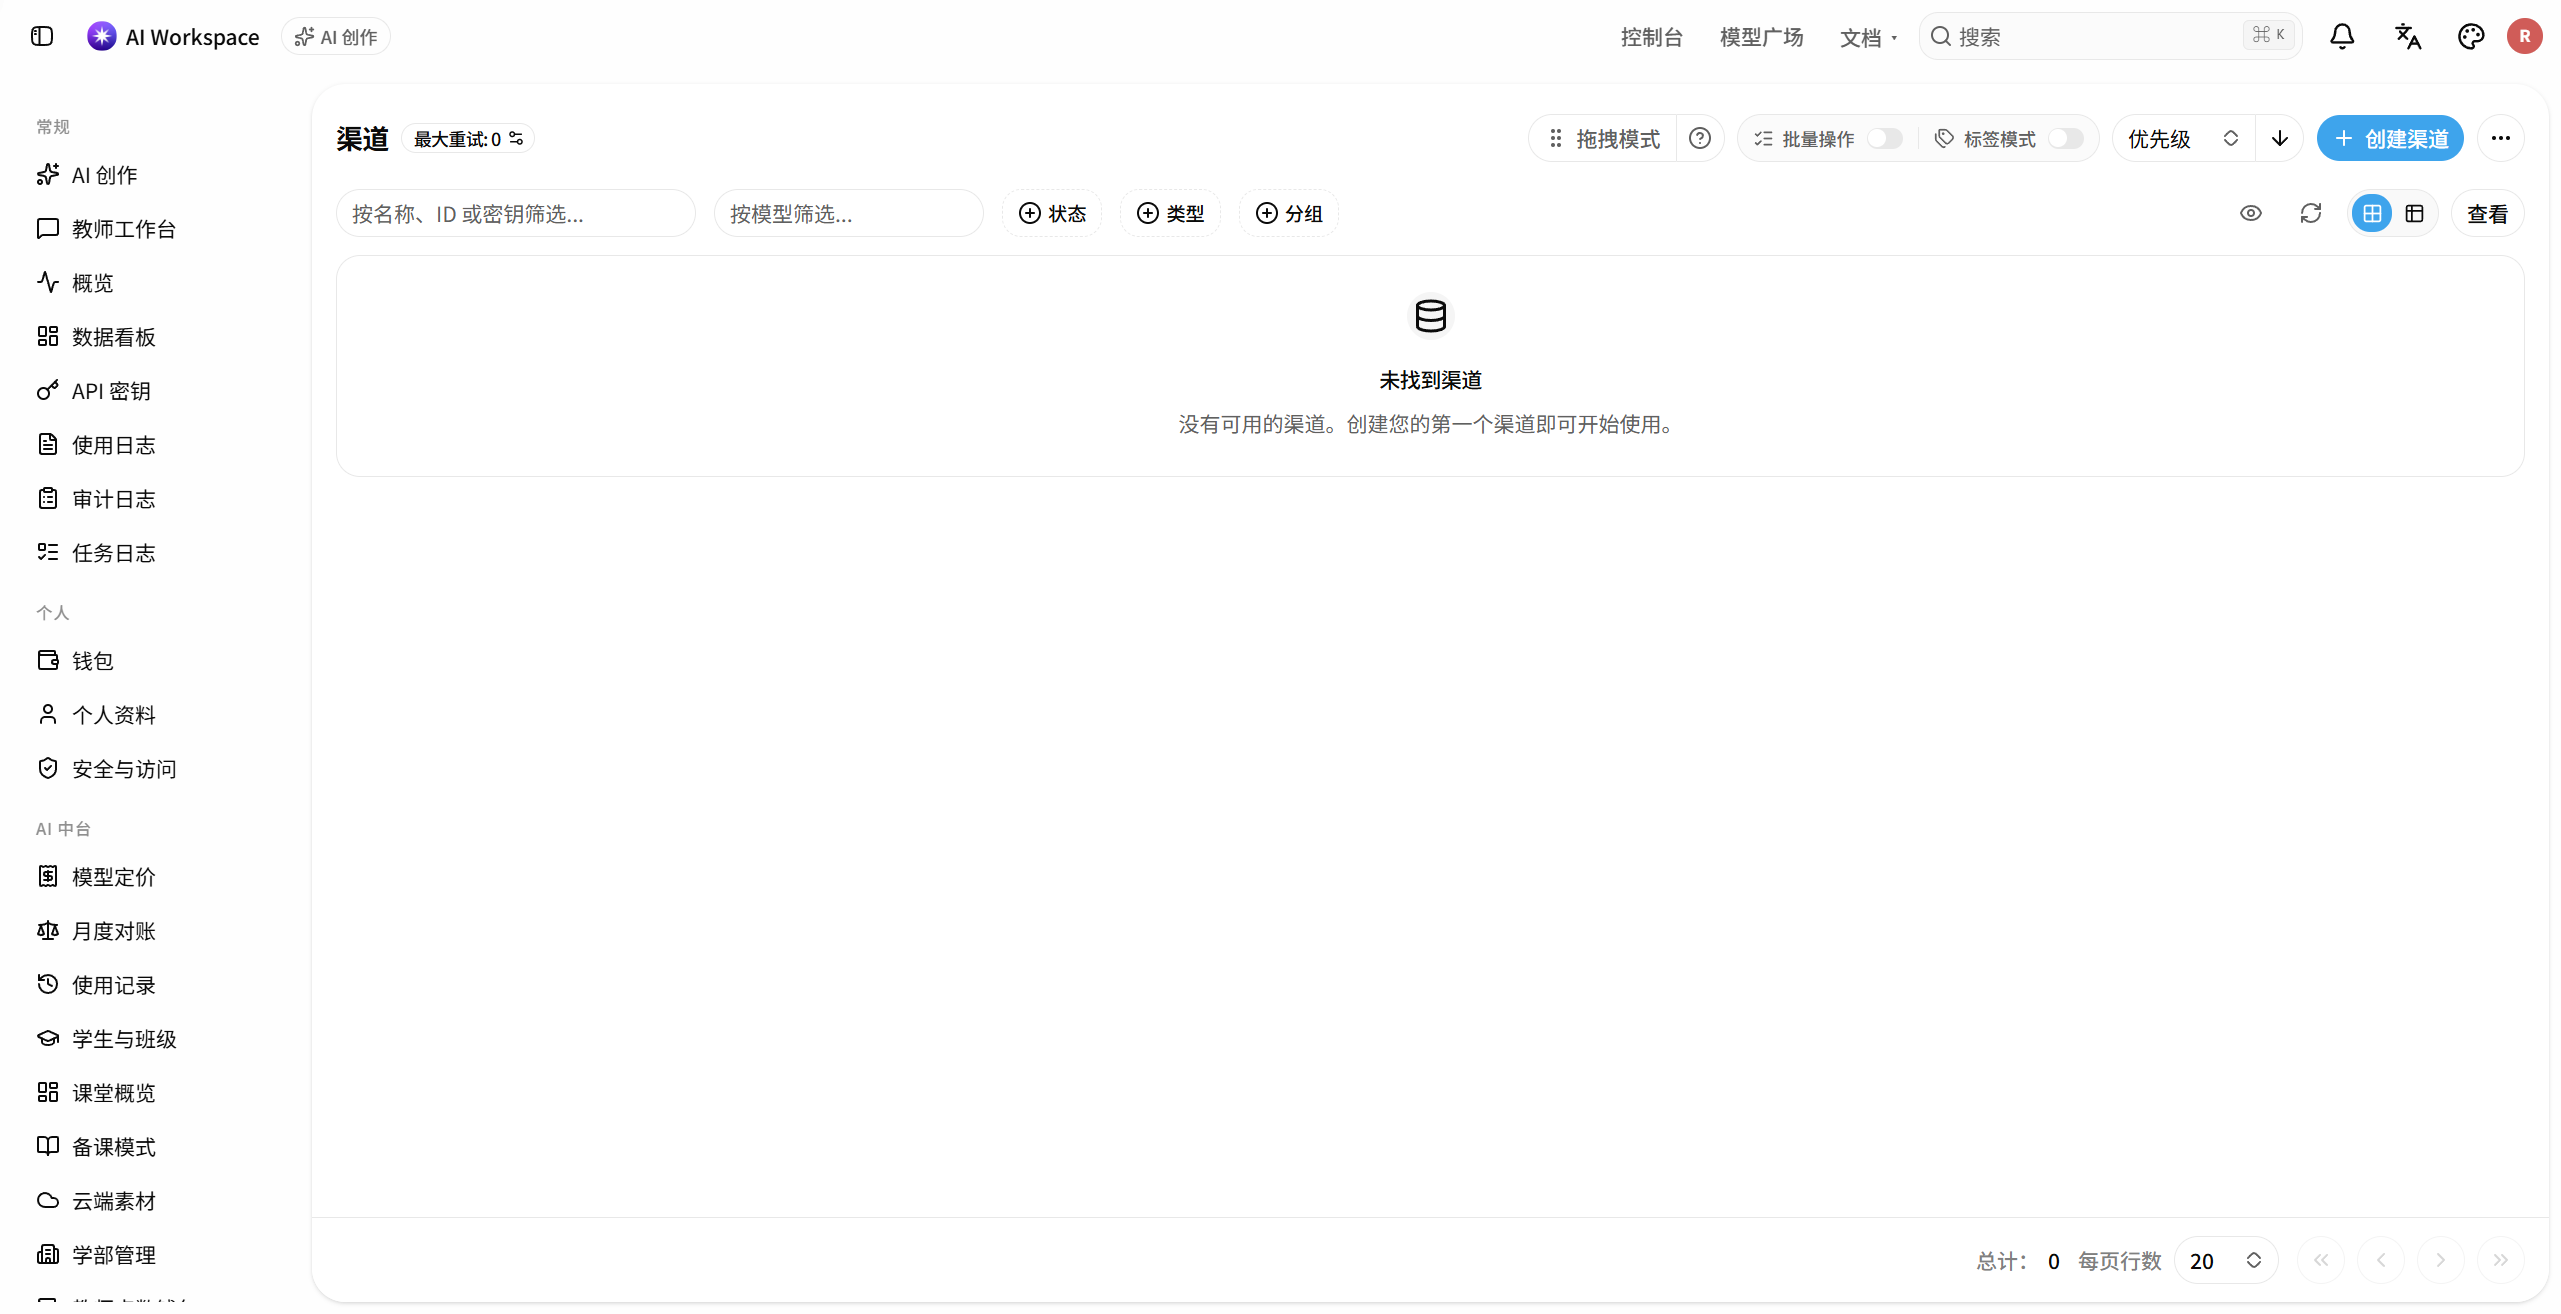 AI Workspace
AI 创作
控制台
模型广场
文档
搜索
⌘ K
R
常规
AI 创作
教师工作台
概览
数据看板
API 密钥
使用日志
审计日志
任务日志
个人
钱包
个人资料
安全与访问
AI 中台
模型定价
月度对账
使用记录
学生与班级
课堂概览
备课模式
云端素材
学部管理
渠道
最大重试: 0
拖拽模式
批量操作
标签模式
优先级
创建渠道
按名称、ID 或密钥筛选...
按模型筛选...
状态
类型
分组
查看
未找到渠道
没有可用的渠道。创建您的第一个渠道即可开始使用。
总计： 0
每页行数
20